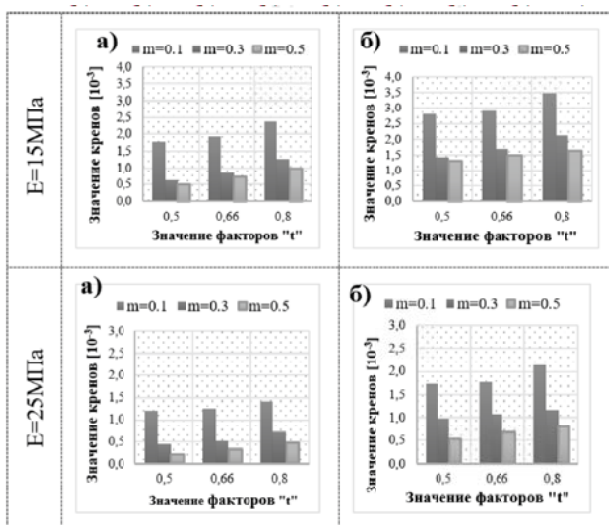 E=15МПа
а)
m=0.1 m=0.3 m=0.5
Значение кренов [10⁻³]
4,0
3,5
3,0
2,5
2,0
1,5
1,0
0,5
0,0
0,5 0,66 0,8
Значение факторов "t"
б)
m=0.1 m=0.3 m=0.5
Значение кренов [10⁻³]
4,0
3,5
3,0
2,5
2,0
1,5
1,0
0,5
0,0
0,5 0,66 0,8
Значение факторов "t"
E=25МПа
а)
m=0.1 m=0.3 m=0.5
Значение кренов [10⁻³]
3,0
2,5
2,0
1,5
1,0
0,5
0,0
0,5 0,66 0,8
Значение факторов "t"
б)
m=0.1 m=0.3 m=0.5
Значение кренов [10⁻³]
3,0
2,5
2,0
1,5
1,0
0,5
0,0
0,5 0,66 0,8
Значение факторов "t"